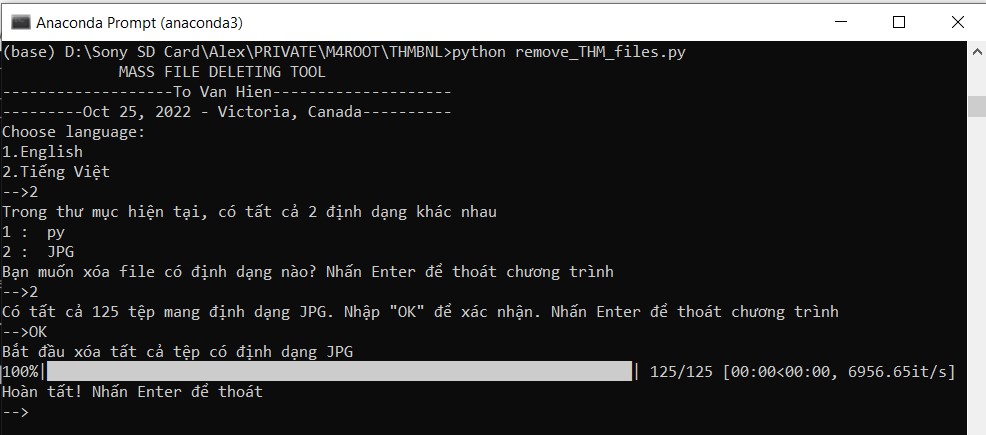 Anaconda Prompt (anaconda3)
(base) D:\Sony SD Card\Alex\PRIVATE\M4ROOT\THMBNL>python remove_THM_files.py
MASS FILE DELETING TOOL
-------------------To Van Hien--------------------
---------Oct 25, 2022 - Victoria, Canada----------
Choose language:
1.English
2.Tiếng Việt
-->2
Trong thư mục hiện tại, có tất cả 2 định dạng khác nhau
1 :  py
2 :  JPG
Bạn muốn xóa file có định dạng nào? Nhấn Enter để thoát chương trình
-->2
Có tất cả 125 tệp mang định dạng JPG. Nhập "OK" để xác nhận. Nhấn Enter để thoát chương trình
-->OK
Bắt đầu xóa tất cả tệp có định dạng JPG
100%| | 125/125 [00:00<00:00, 6956.65it/s]
Hoàn tất! Nhấn Enter để thoát
-->